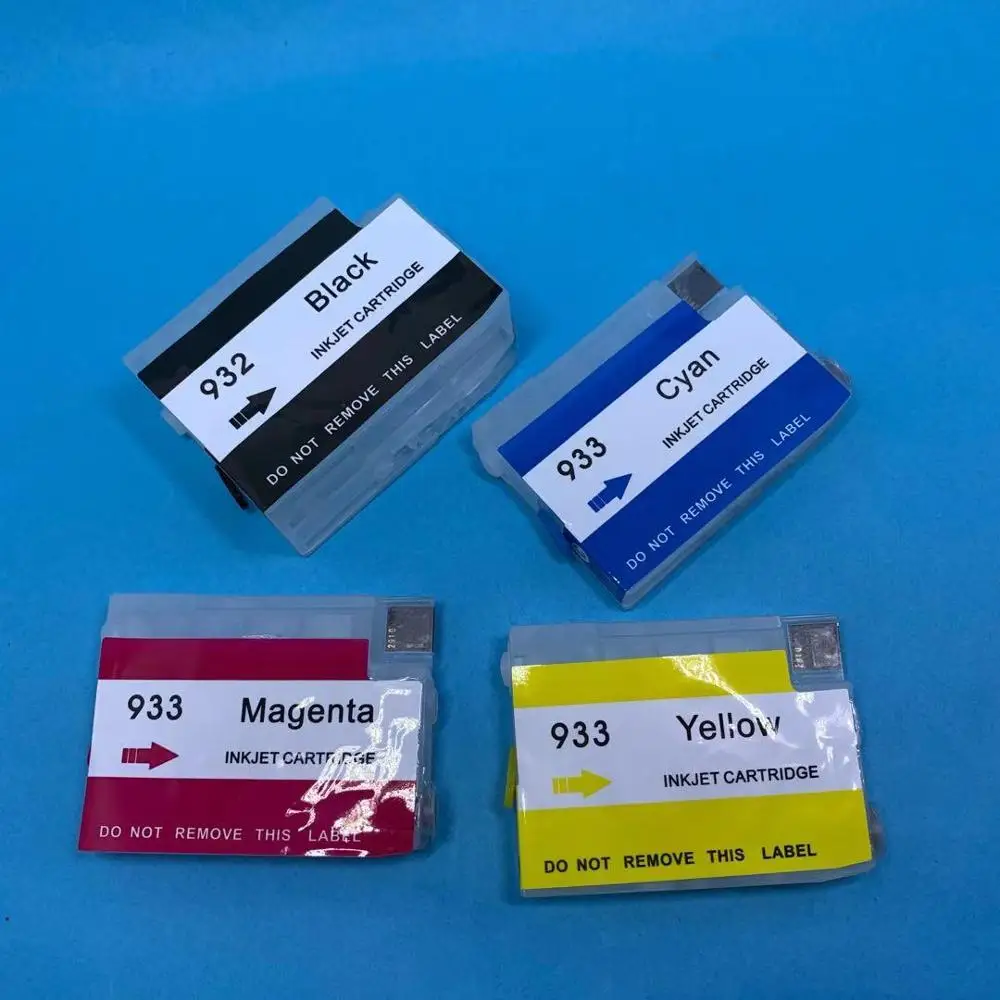 932
Black
INKJET CARTRIDGE
DO NOT REMOVE THIS LABEL
933
Cyan
INKJET CARTRIDGE
DO NOT REMOVE THIS LABEL
933
Magenta
INKJET CARTRIDGE
DO NOT REMOVE THIS LABEL
933
Yellow
INKJET CARTRIDGE
DO NOT REMOVE THIS LABEL